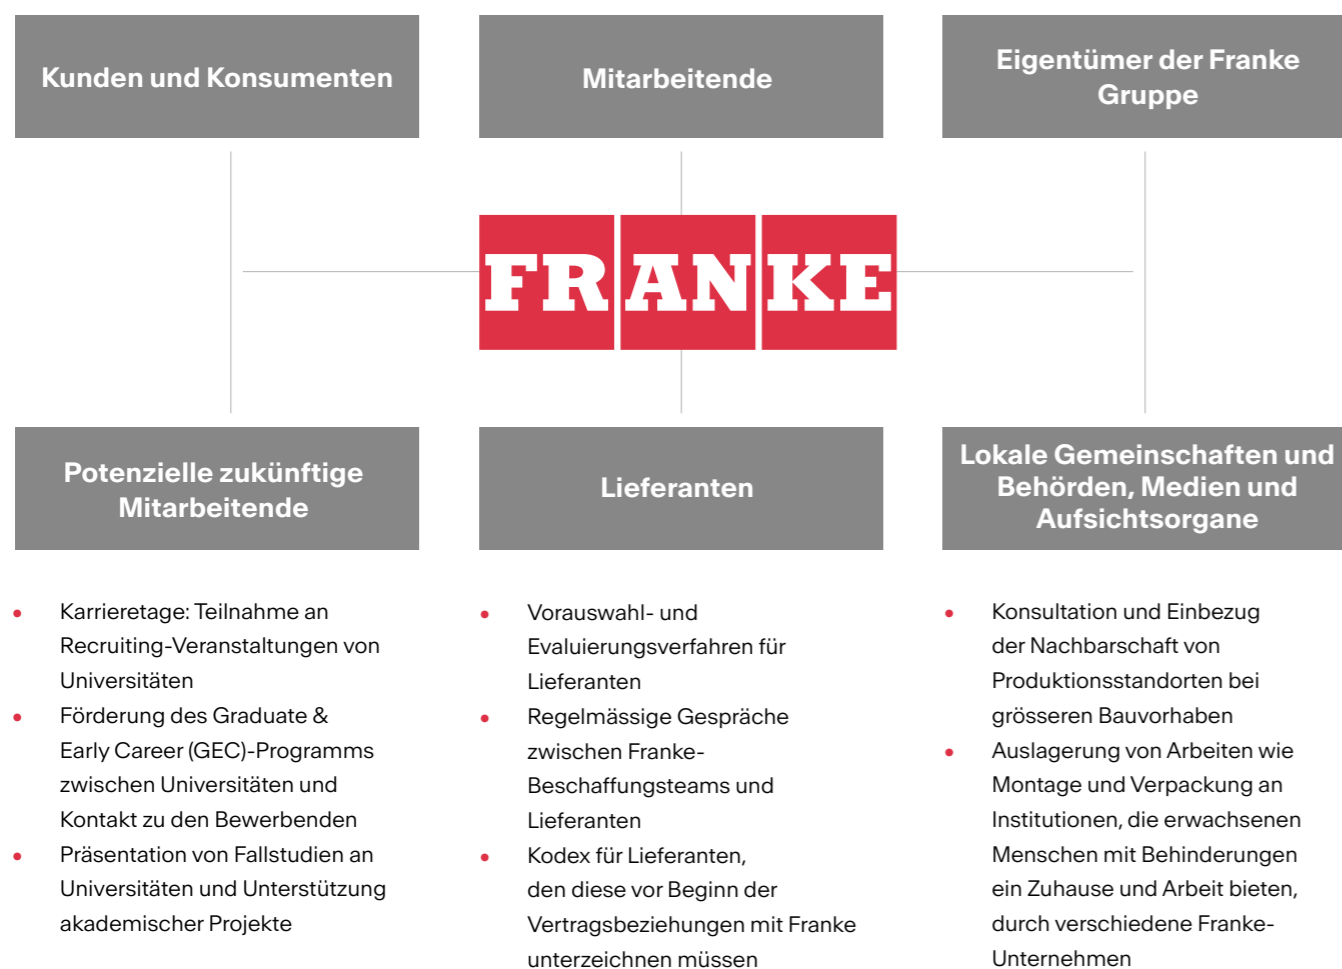 Kunden und Konsumenten
Mitarbeitende
Eigentümer der Franke
Gruppe
FRANKE
Potenzielle zukünftige
Mitarbeitende
Lieferanten
Lokale Gemeinschaften und
Behörden, Medien und
Aufsichtsorgane
• Karrieretage: Teilnahme an
Recruiting-Veranstaltungen von
Universitäten
• Förderung des Graduate &
Early Career (GEC)-Programms
zwischen Universitäten und
Kontakt zu den Bewerbenden
• Präsentation von Fallstudien an
Universitäten und Unterstützung
akademischer Projekte
• Vorauswahl- und
Evaluierungsverfahren für
Lieferanten
• Regelmässige Gespräche
zwischen Franke-
Beschaffungsteams und
Lieferanten
• Kodex für Lieferanten,
den diese vor Beginn der
Vertragsbeziehungen mit Franke
unterzeichnen müssen
• Konsultation und Einbezug
der Nachbarschaft von
Produktionsstandorten bei
grösseren Bauvorhaben
• Auslagerung von Arbeiten wie
Montage und Verpackung an
Institutionen, die erwachsenen
Menschen mit Behinderungen
ein Zuhause und Arbeit bieten,
durch verschiedene Franke-
Unternehmen